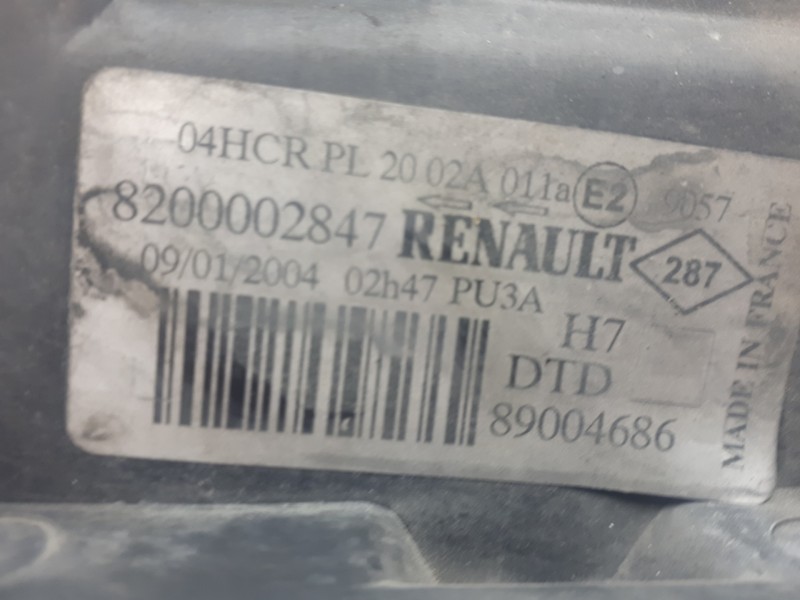 04HCR PL 20 02A 011a E2 9057
8200002847 RENAULT 287
09/01/2004 02h47 PU3A
H7
DTD
89004686
MADE IN FRANCE